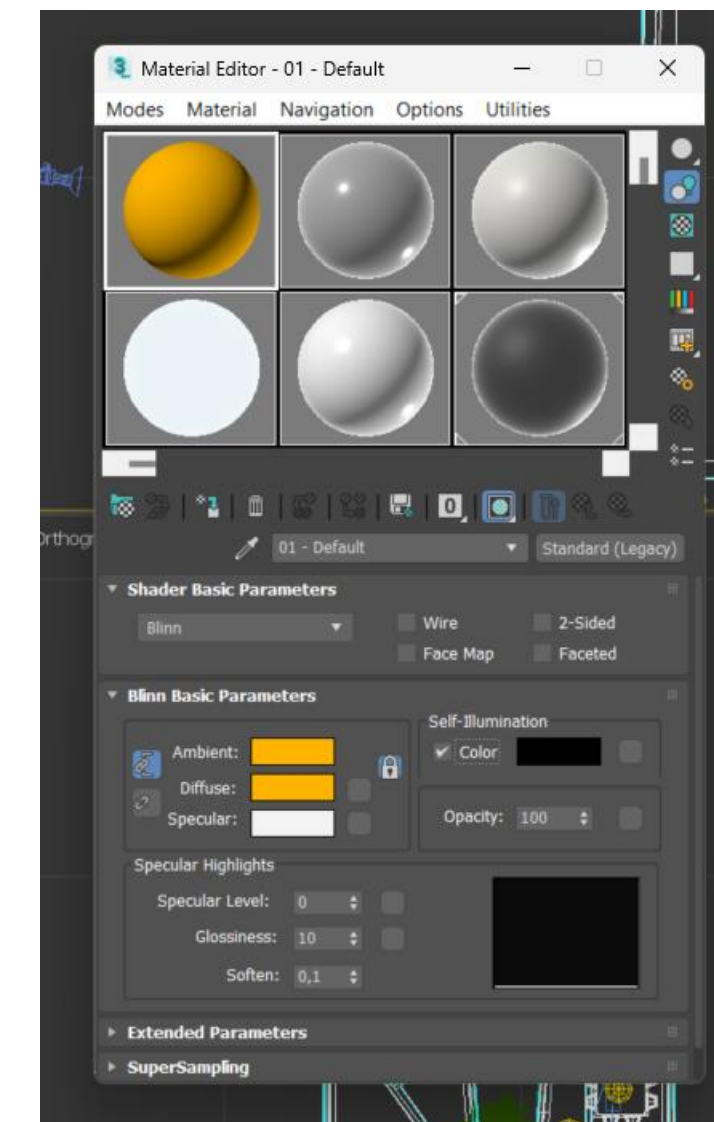 Material Editor - 01 - Default
Modes Material Navigation Options Utilities
0
Orthogr
01 - Default Standard (Legacy)
Shader Basic Parameters
Blinn Wire 2-Sided
Face Map Faceted
Blinn Basic Parameters
Self-Illumination
Ambient: Color
Diffuse:
Specular: Opacity: 100
Specular Highlights
Specular Level: 0
Glossiness: 10
Soften: 0,1
Extended Parameters
SuperSampling